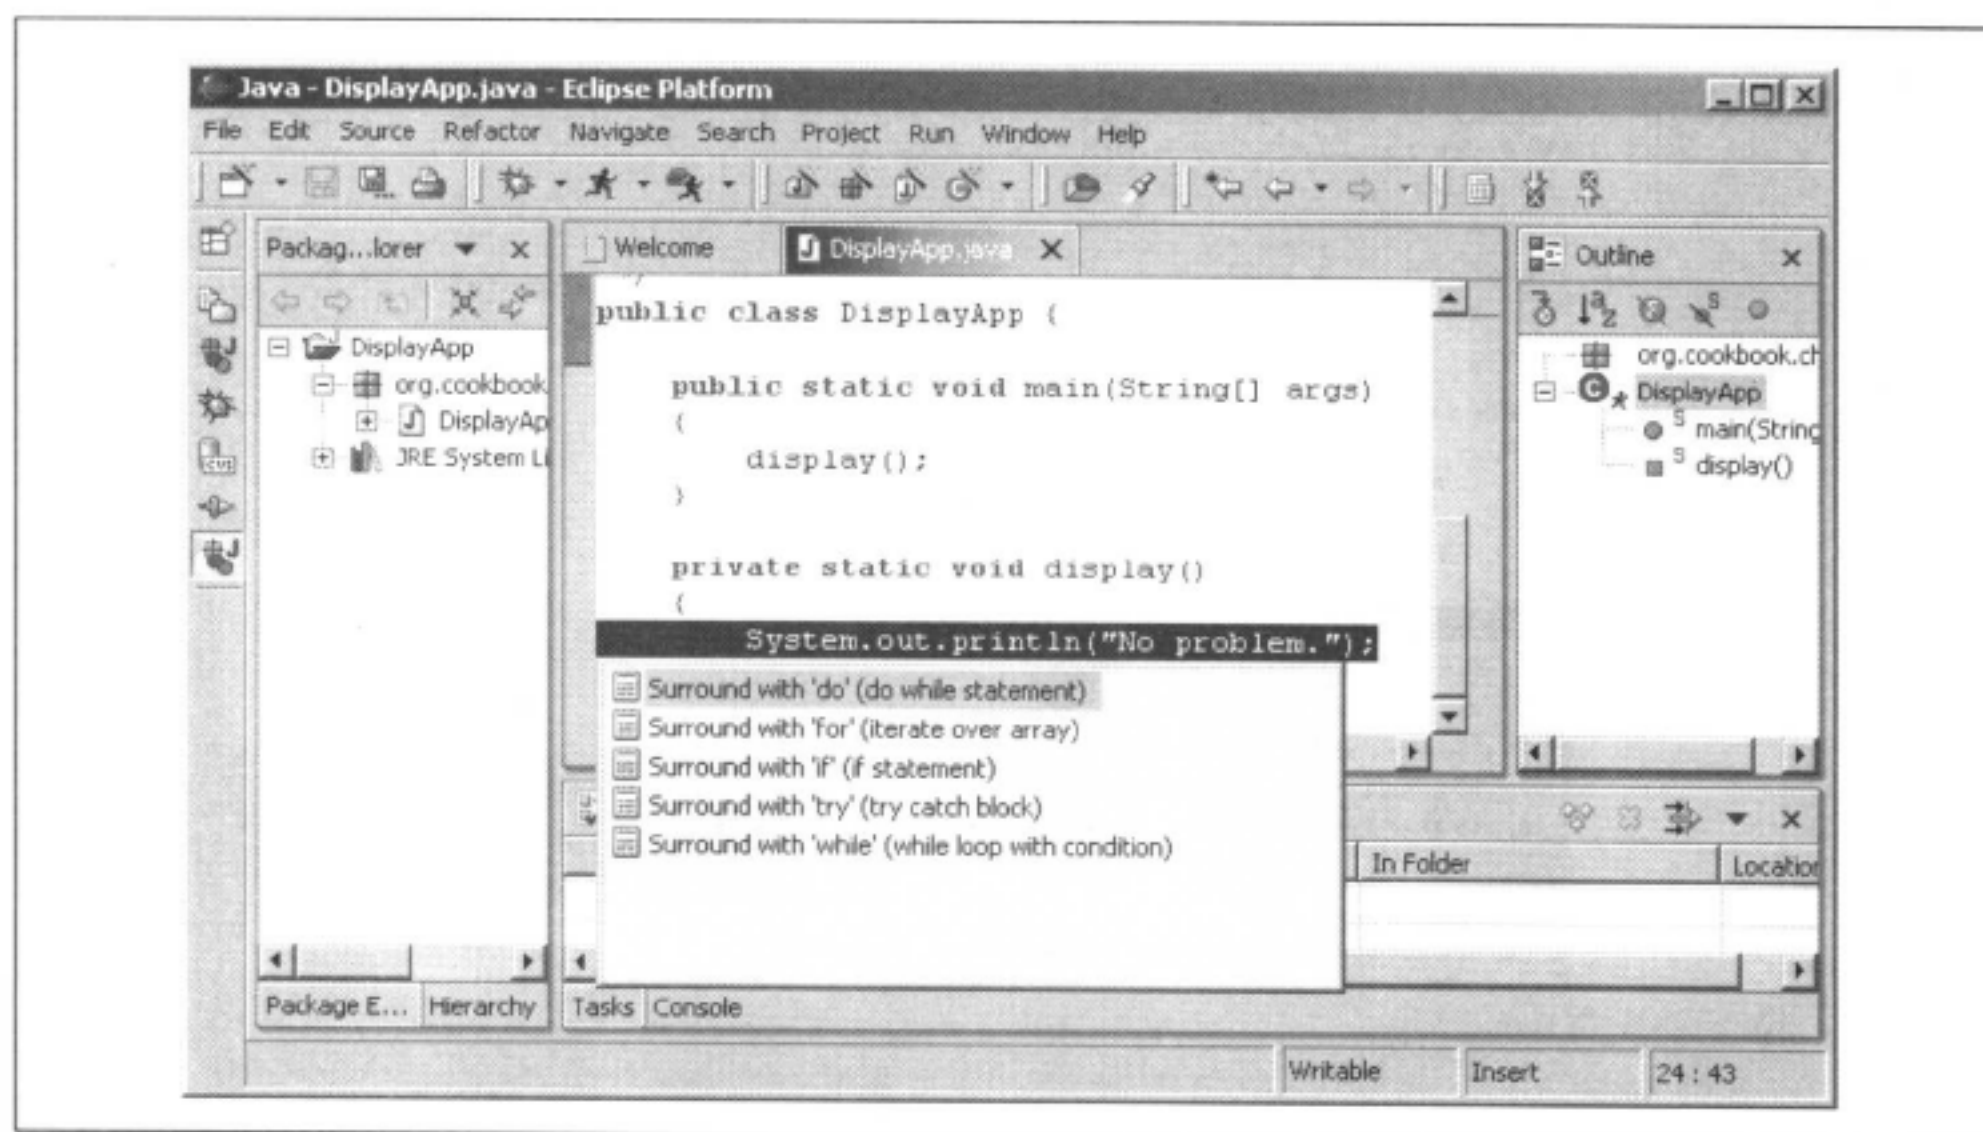 Java - DisplayApp.java - Eclipse Platform
File Edit Source Refactor Navigate Search Project Run Window Help
Packag...lorer
Welcome
DisplayApp.java
Outline
DisplayApp
org.cookbook.
DisplayAp
JRE System Li
public class DisplayApp {
public static void main(String[] args)
{
display();
}
private static void display()
{
System.out.println("No problem.");
Surround with 'do' (do while statement)
Surround with 'for' (iterate over array)
Surround with 'if' (if statement)
Surround with 'try' (try catch block)
Surround with 'while' (while loop with condition)
org.cookbook.ch
DisplayApp
main(String
display()
In Folder
Location
Package E... Hierarchy
Tasks Console
Writable
Insert
24 : 43